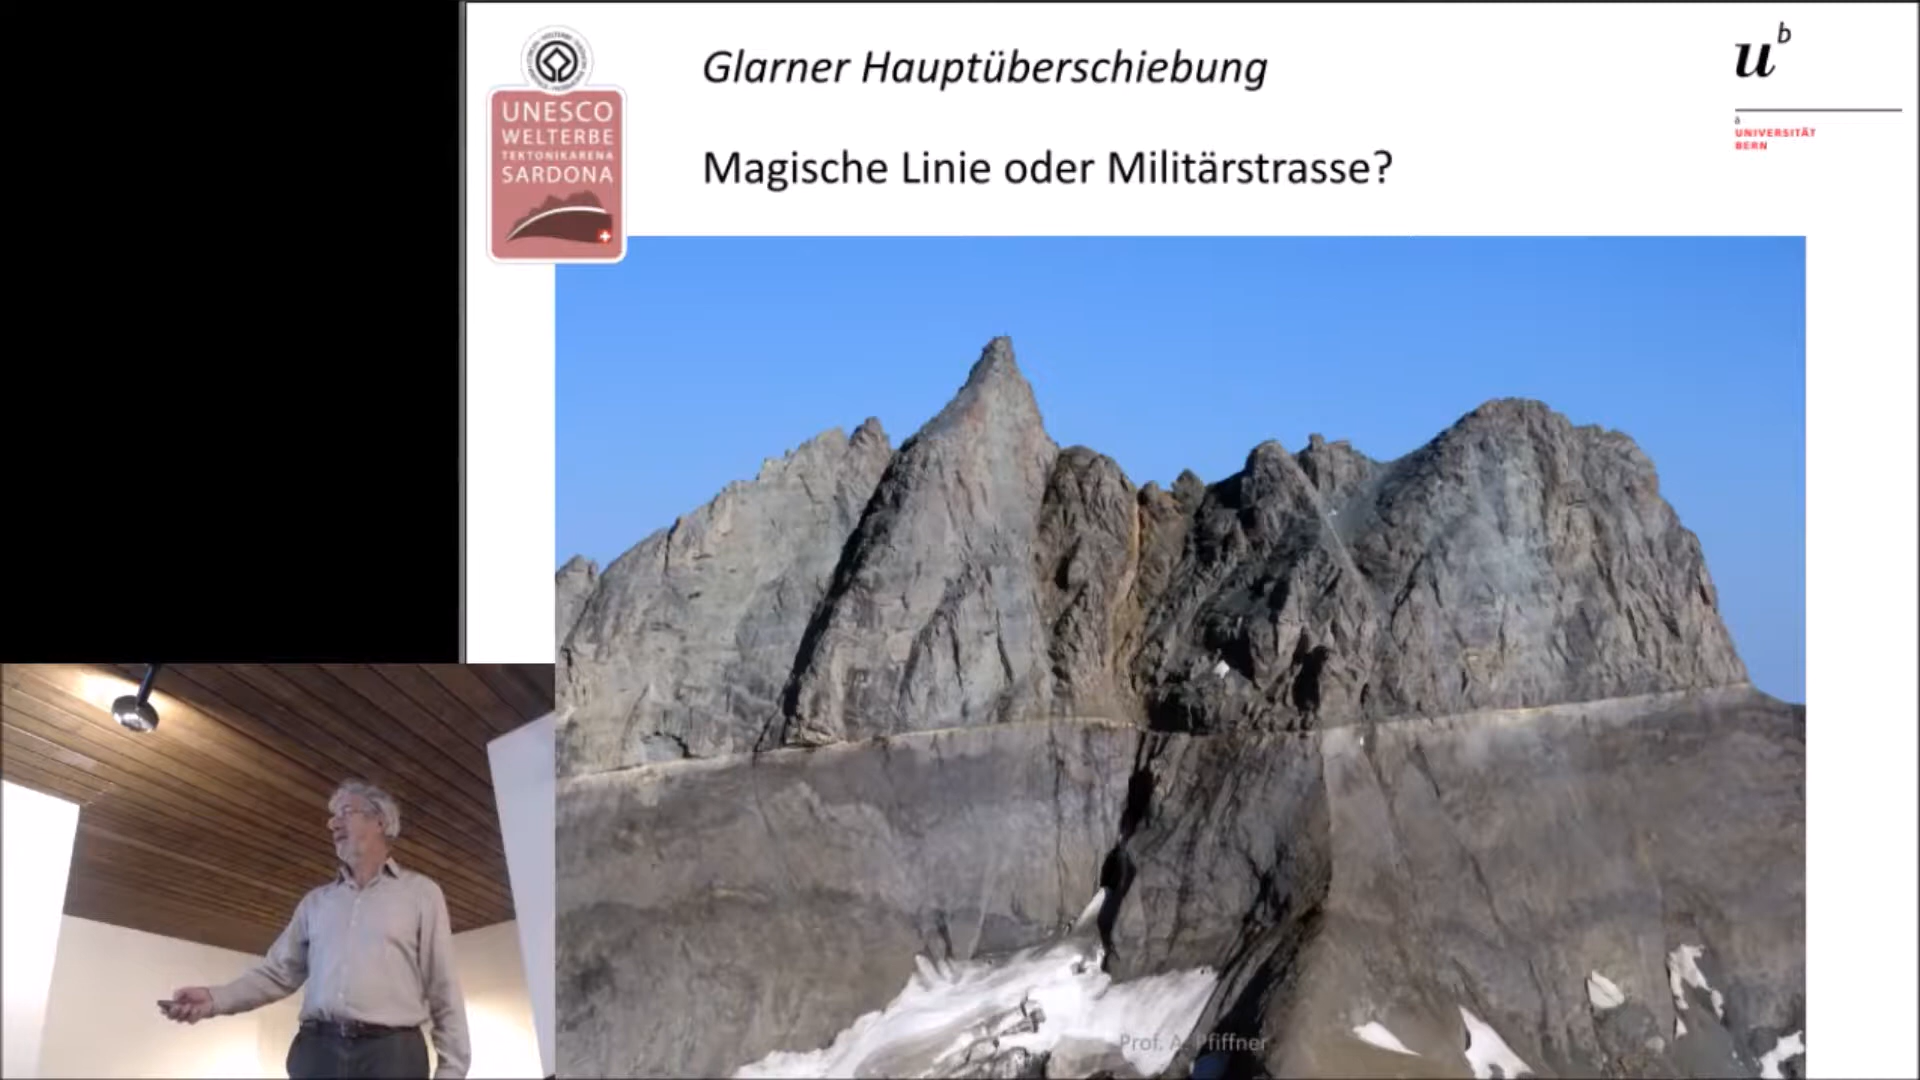 UNESCO
WELTERBE
TEKTONIKARENA
SARDONA
Glarner Hauptüberschiebung
Magische Linie oder Militärstrasse?
u
b
b
UNIVERSITÄT
BERN
Prof. A. Pfiffner